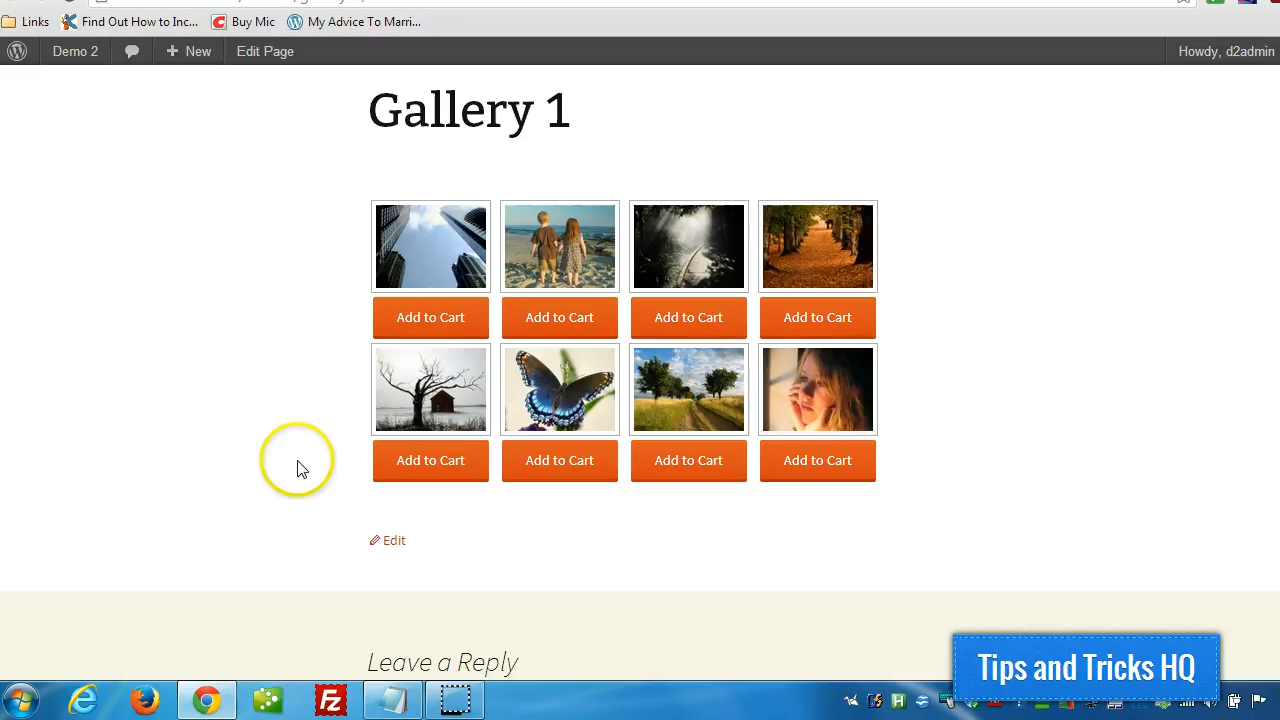 Links Find Out How to Inc... Buy Mic My Advice To Marri...
Demo 2 New Edit Page Howdy, d2admin
Gallery 1
Add to Cart Add to Cart Add to Cart Add to Cart
Add to Cart Add to Cart Add to Cart Add to Cart
Edit
Leave a Reply
Tips and Tricks HQ